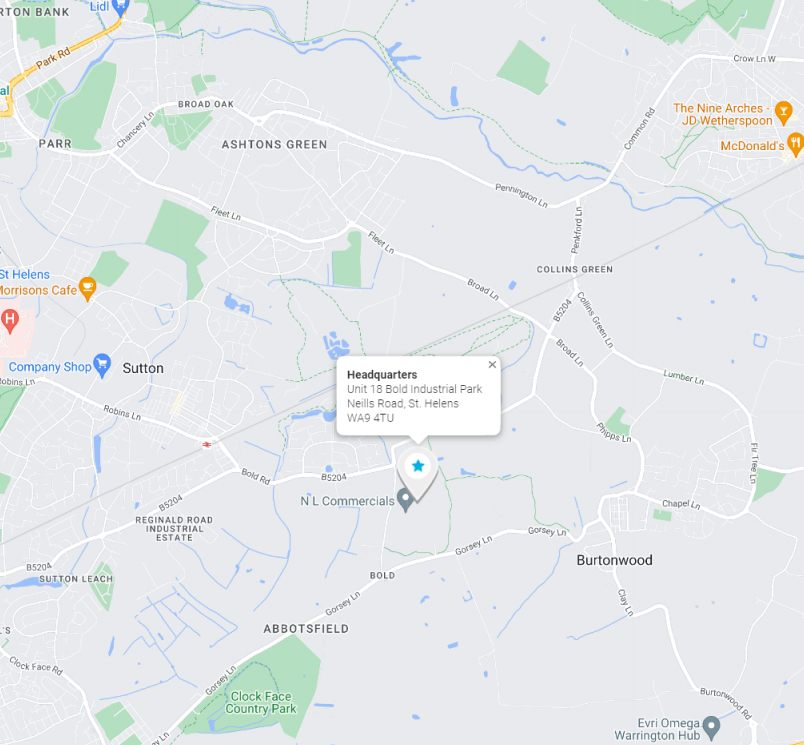 RTON BANK
Lidl
Park Rd
al
Crow Ln W
BROAD OAK
The Nine Arches -
JD Wetherspoon
Chancery Ln
Common Rd
PARR
ASHTONS GREEN
McDonald's
Pennington Ln
Fleet Ln
Penkford Ln
Fleet Ln
St Helens
COLLINS GREEN
Morrisons Cafe
Broad Ln
B5204
Collins Green Ln
H
Company Shop
Sutton
Headquarters
Unit 18 Bold Industrial Park
Neills Road, St. Helens
WA9 4TU
Broad Ln
Lumber Ln
Robins Ln
Robins Ln
Phipps Ln
Fir Tree Ln
Bold Rd
B5204
N L Commercials
B5204
Chapel Ln
REGINALD ROAD
INDUSTRIAL
ESTATE
Gorsey Ln
Gorsey Ln
Burtonwood
B5204
SUTTON LEACH
BOLD
Gorsey Ln
Clay Ln
ABBOTSFIELD
L'S
Clock Face Rd
Gorsey Ln
Clock Face
Country Park
Burtonwood Rd
Evri Omega
Warrington Hub